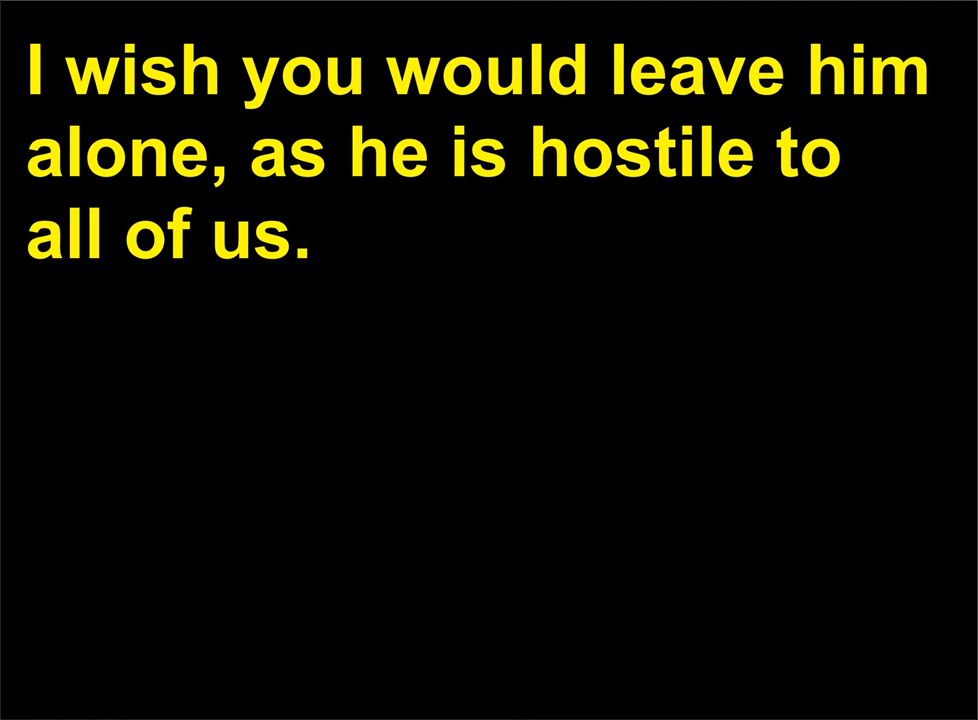 I wish you would leave him
alone, as he is hostile to
all of us.